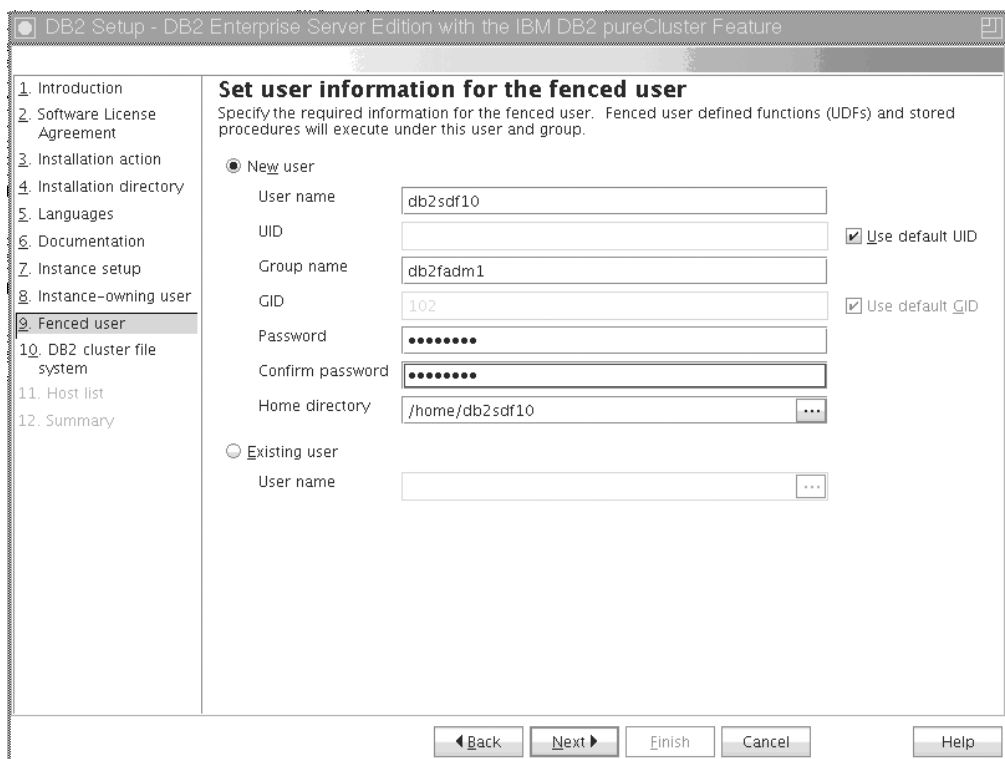 DB2 Setup - DB2 Enterprise Server Edition with the IBM DB2 pureCluster Feature
1. Introduction
2. Software License
Agreement
3. Installation action
4. Installation directory
5. Languages
6. Documentation
7. Instance setup
8. Instance-owning user
9. Fenced user
10. DB2 cluster file
system
11. Host list
12. Summary
Set user information for the fenced user
Specify the required information for the fenced user. Fenced user defined functions (UDFs) and stored
procedures will execute under this user and group.
New user
User name db2sdf10
UID Use default UID
Group name db2fadm1
GID 102 Use default GID
Password ●●●●●●●●
Confirm password ●●●●●●●●
Home directory /home/db2sdf10 ...
Existing user
User name ...
Back Next Finish Cancel Help